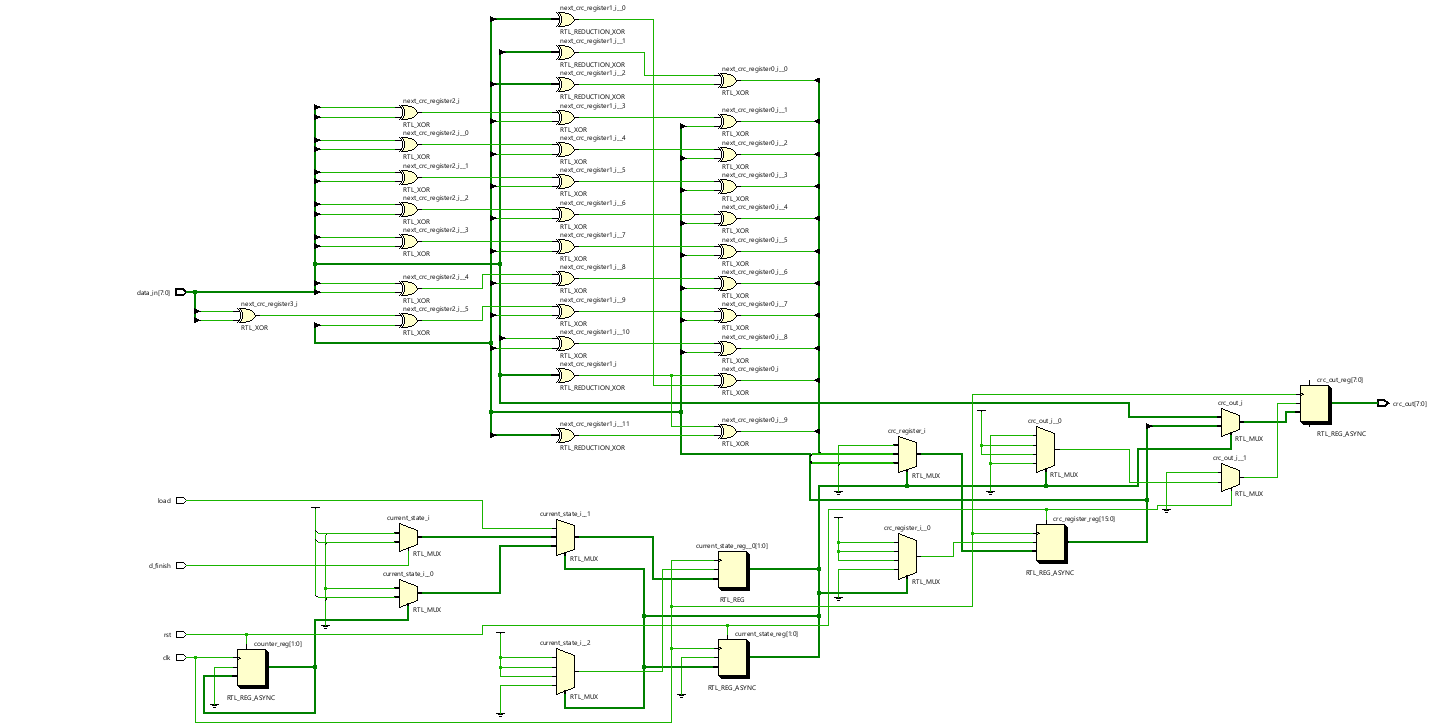 next_crc_register1_i__0
RTL_REDUCTION_XOR
next_crc_register1_i__1
RTL_REDUCTION_XOR
next_crc_register1_i__2
RTL_REDUCTION_XOR
next_crc_register1_i__3
RTL_XOR
next_crc_register1_i__4
RTL_XOR
next_crc_register1_i__5
RTL_XOR
next_crc_register1_i__6
RTL_XOR
next_crc_register1_i__7
RTL_XOR
next_crc_register1_i__8
RTL_XOR
next_crc_register1_i__9
RTL_XOR
next_crc_register1_i__10
RTL_XOR
next_crc_register1_i
RTL_REDUCTION_XOR
next_crc_register1_i__11
RTL_REDUCTION_XOR
next_crc_register0_i__0
RTL_XOR
next_crc_register0_i__1
RTL_XOR
next_crc_register0_i__2
RTL_XOR
next_crc_register0_i__3
RTL_XOR
next_crc_register0_i__4
RTL_XOR
next_crc_register0_i__5
RTL_XOR
next_crc_register0_i__6
RTL_XOR
next_crc_register0_i__7
RTL_XOR
next_crc_register0_i__8
RTL_XOR
next_crc_register0_i
RTL_XOR
next_crc_register0_i__9
RTL_XOR
next_crc_register2_i
RTL_XOR
next_crc_register2_i__0
RTL_XOR
next_crc_register2_i__1
RTL_XOR
next_crc_register2_i__2
RTL_XOR
next_crc_register2_i__3
RTL_XOR
next_crc_register2_i__4
RTL_XOR
next_crc_register2_i__5
RTL_XOR
data_in[7:0]
next_crc_register3_i
RTL_XOR
crc_out_reg[7:0]
RTL_REG_ASYNC
crc_out[7:0]
crc_out_i
RTL_MUX
crc_out_i__0
RTL_MUX
crc_out_i__1
RTL_MUX
crc_register_i
RTL_MUX
crc_register_i__0
RTL_MUX
crc_register_reg[15:0]
RTL_REG_ASYNC
load
d_finish
rst
clk
current_state_i
RTL_MUX
current_state_i__0
RTL_MUX
current_state_i__1
RTL_MUX
current_state_i__2
RTL_MUX
current_state_reg__0[1:0]
RTL_REG
current_state_reg[1:0]
RTL_REG_ASYNC
counter_reg[1:0]
RTL_REG_ASYNC